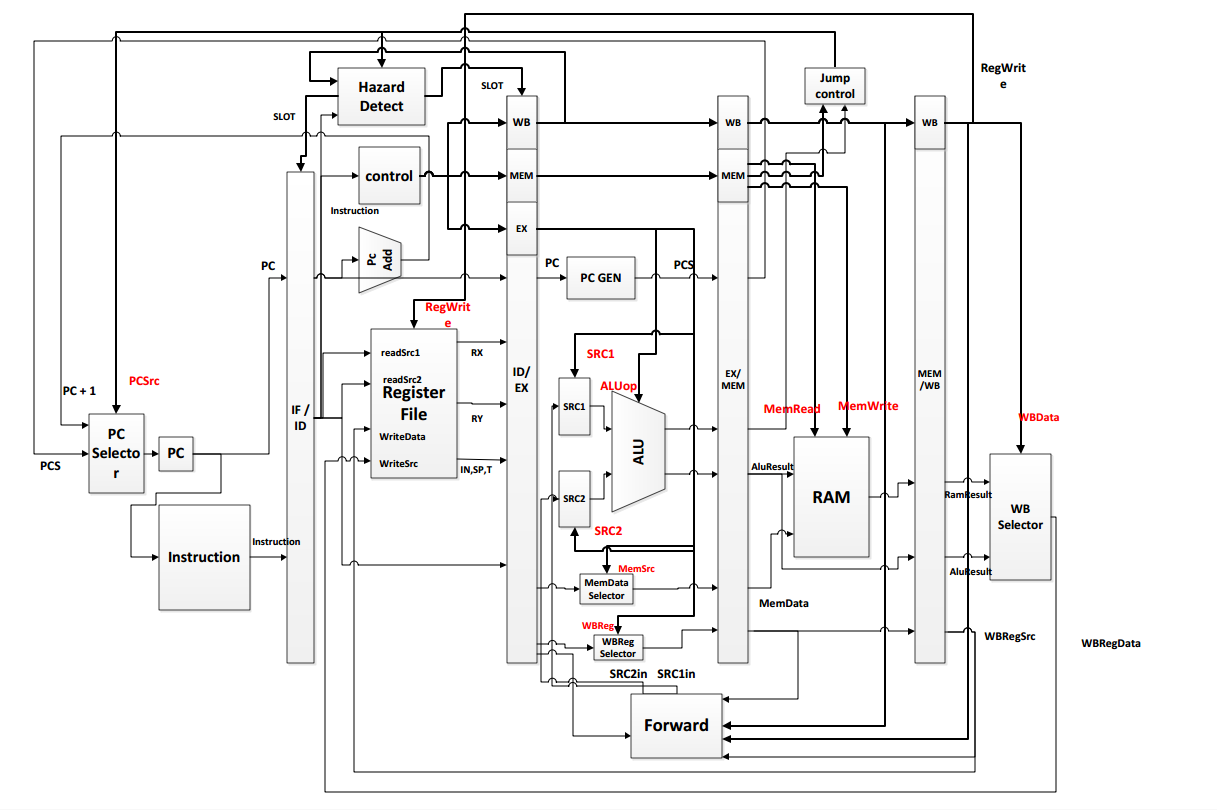 RegWrit
e
Jump
control
Hazard
Detect
SLOT
SLOT
WB
WB
WB
control
MEM
MEM
Instruction
EX
Pc
Add
PC
PC
PC GEN
PCS
RegWrit
e
readSrc1
RX
readSrc2
Register
File
RY
WriteData
WriteSrc
IN,SP,T
SRC1
ID/
EX
EX/
MEM
MEM
/WB
PCSrc
PC + 1
ALUop
SRC1
MemRead
MemWrite
WBData
IF /
ID
PC
Selecto
r
PC
PCS
ALU
AluResult
RAM
RamResult
SRC2
WB
Selector
SRC2
Instruction
Instruction
AluResult
MemSrc
MemData
Selector
MemData
WBReg
WBReg
Selector
WBRegSrc
WBRegData
SRC2in
SRC1in
Forward